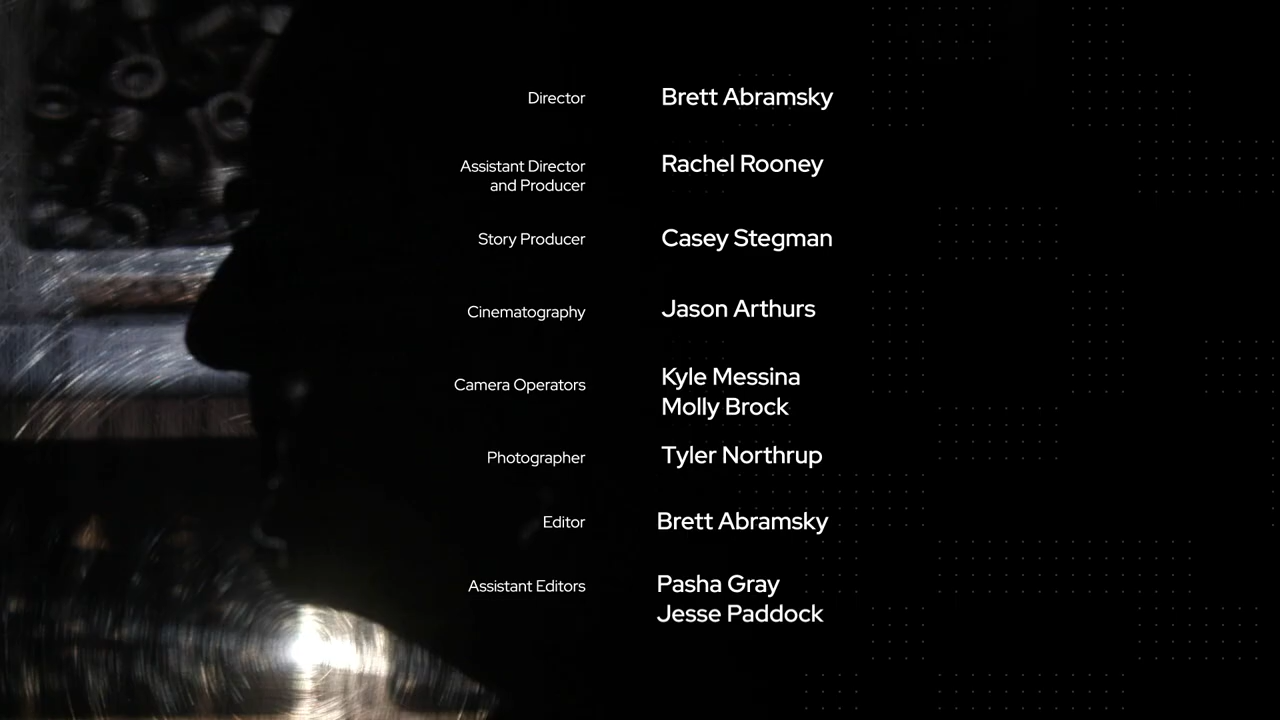 Director Brett Abramsky
Assistant Director Rachel Rooney
and Producer
Story Producer Casey Stegman
Cinematography Jason Arthurs
Camera Operators Kyle Messina
Molly Brock
Photographer Tyler Northrup
Editor Brett Abramsky
Assistant Editors Pasha Gray
Jesse Paddock